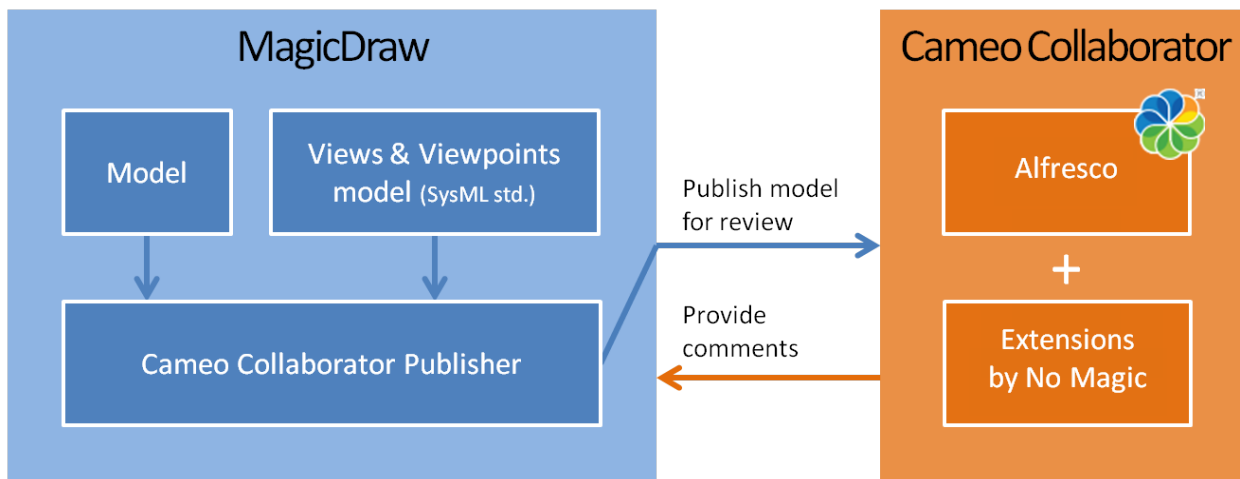 MagicDraw
Model
Views & Viewpoints
model (SysML std.)
Cameo Collaborator Publisher
Publish model
for review
Provide
comments
Cameo Collaborator
Alfresco
+
Extensions
by No Magic